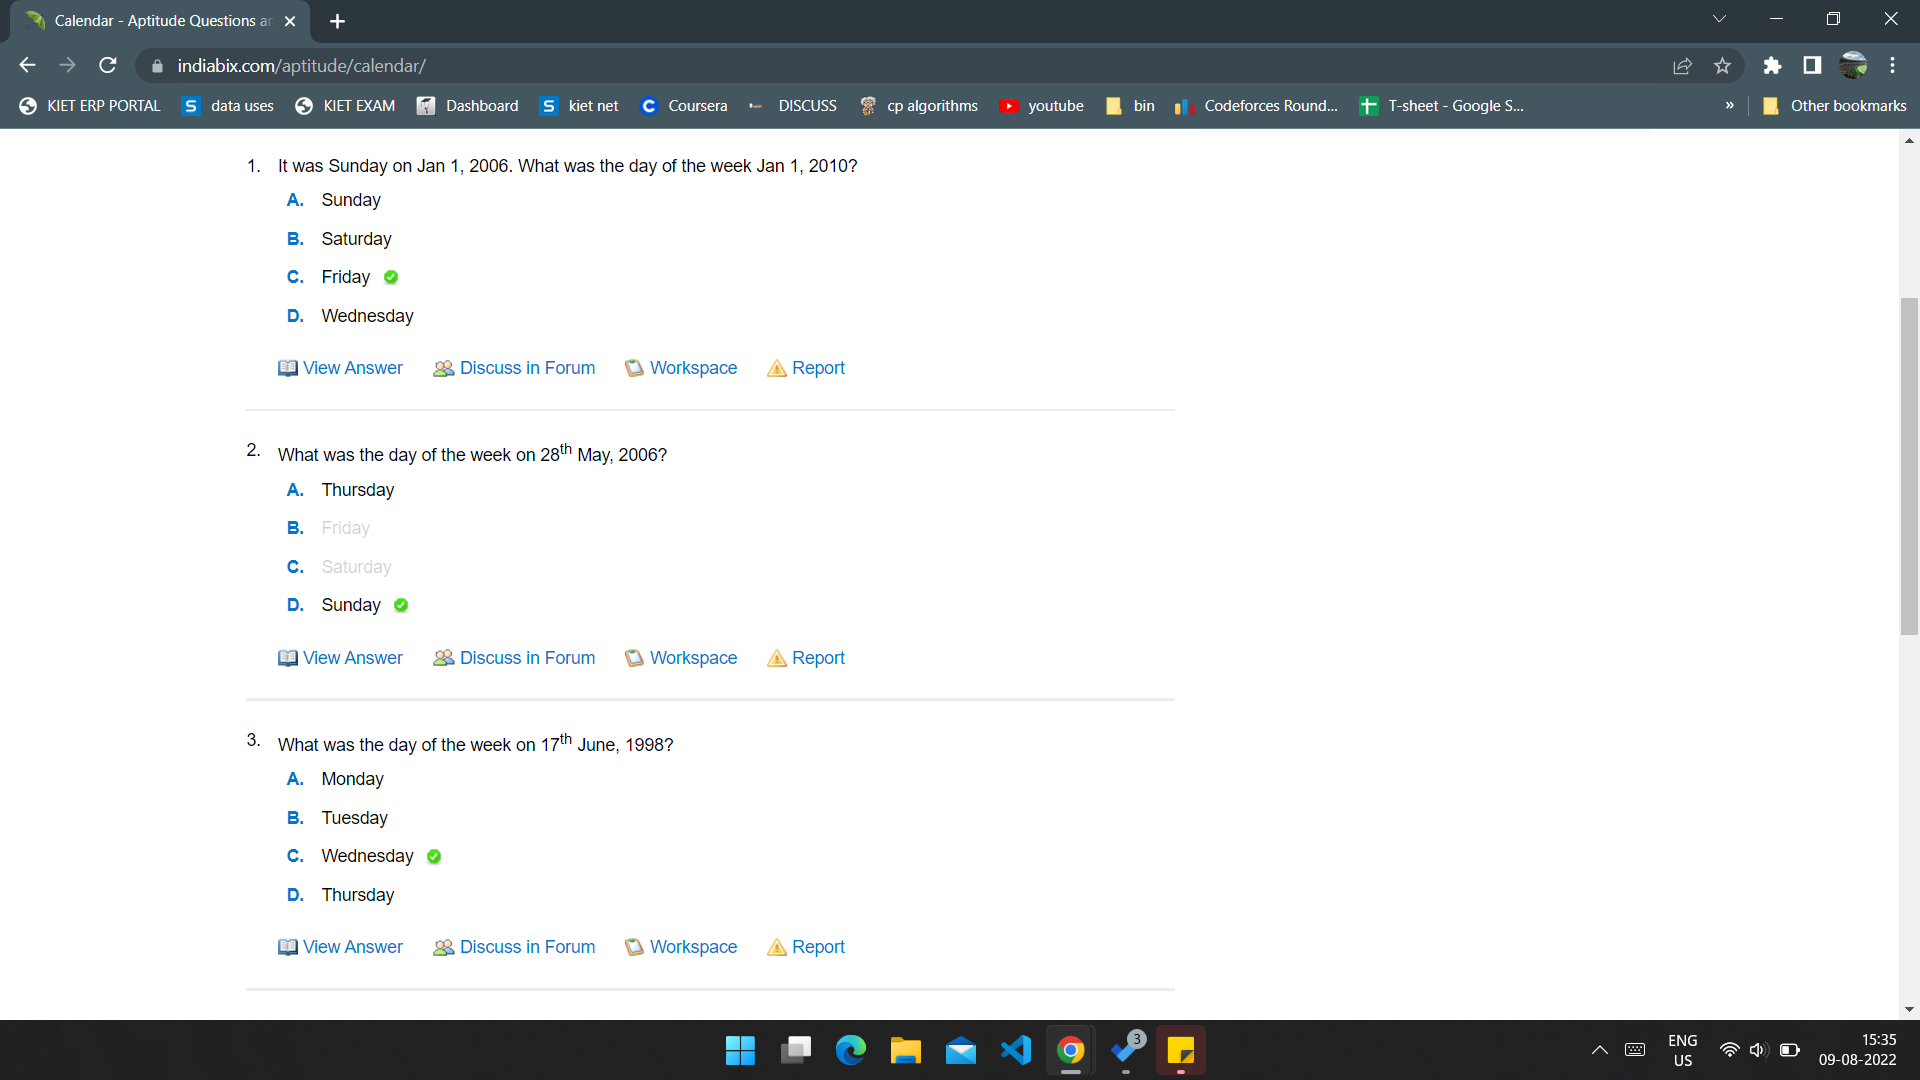 Calendar - Aptitude Questions an
indiabix.com/aptitude/calendar/
KIET ERP PORTAL data uses KIET EXAM Dashboard kiet net Coursera DISCUSS cp algorithms youtube bin Codeforces Round... T-sheet - Google S... » Other bookmarks
1. It was Sunday on Jan 1, 2006. What was the day of the week Jan 1, 2010?
A. Sunday
B. Saturday
C. Friday
D. Wednesday
View Answer Discuss in Forum Workspace Report
2. What was the day of the week on 28th May, 2006?
A. Thursday
B. Friday
C. Saturday
D. Sunday
View Answer Discuss in Forum Workspace Report
3. What was the day of the week on 17th June, 1998?
A. Monday
B. Tuesday
C. Wednesday
D. Thursday
View Answer Discuss in Forum Workspace Report
3
ENG
US
15:35
09-08-2022